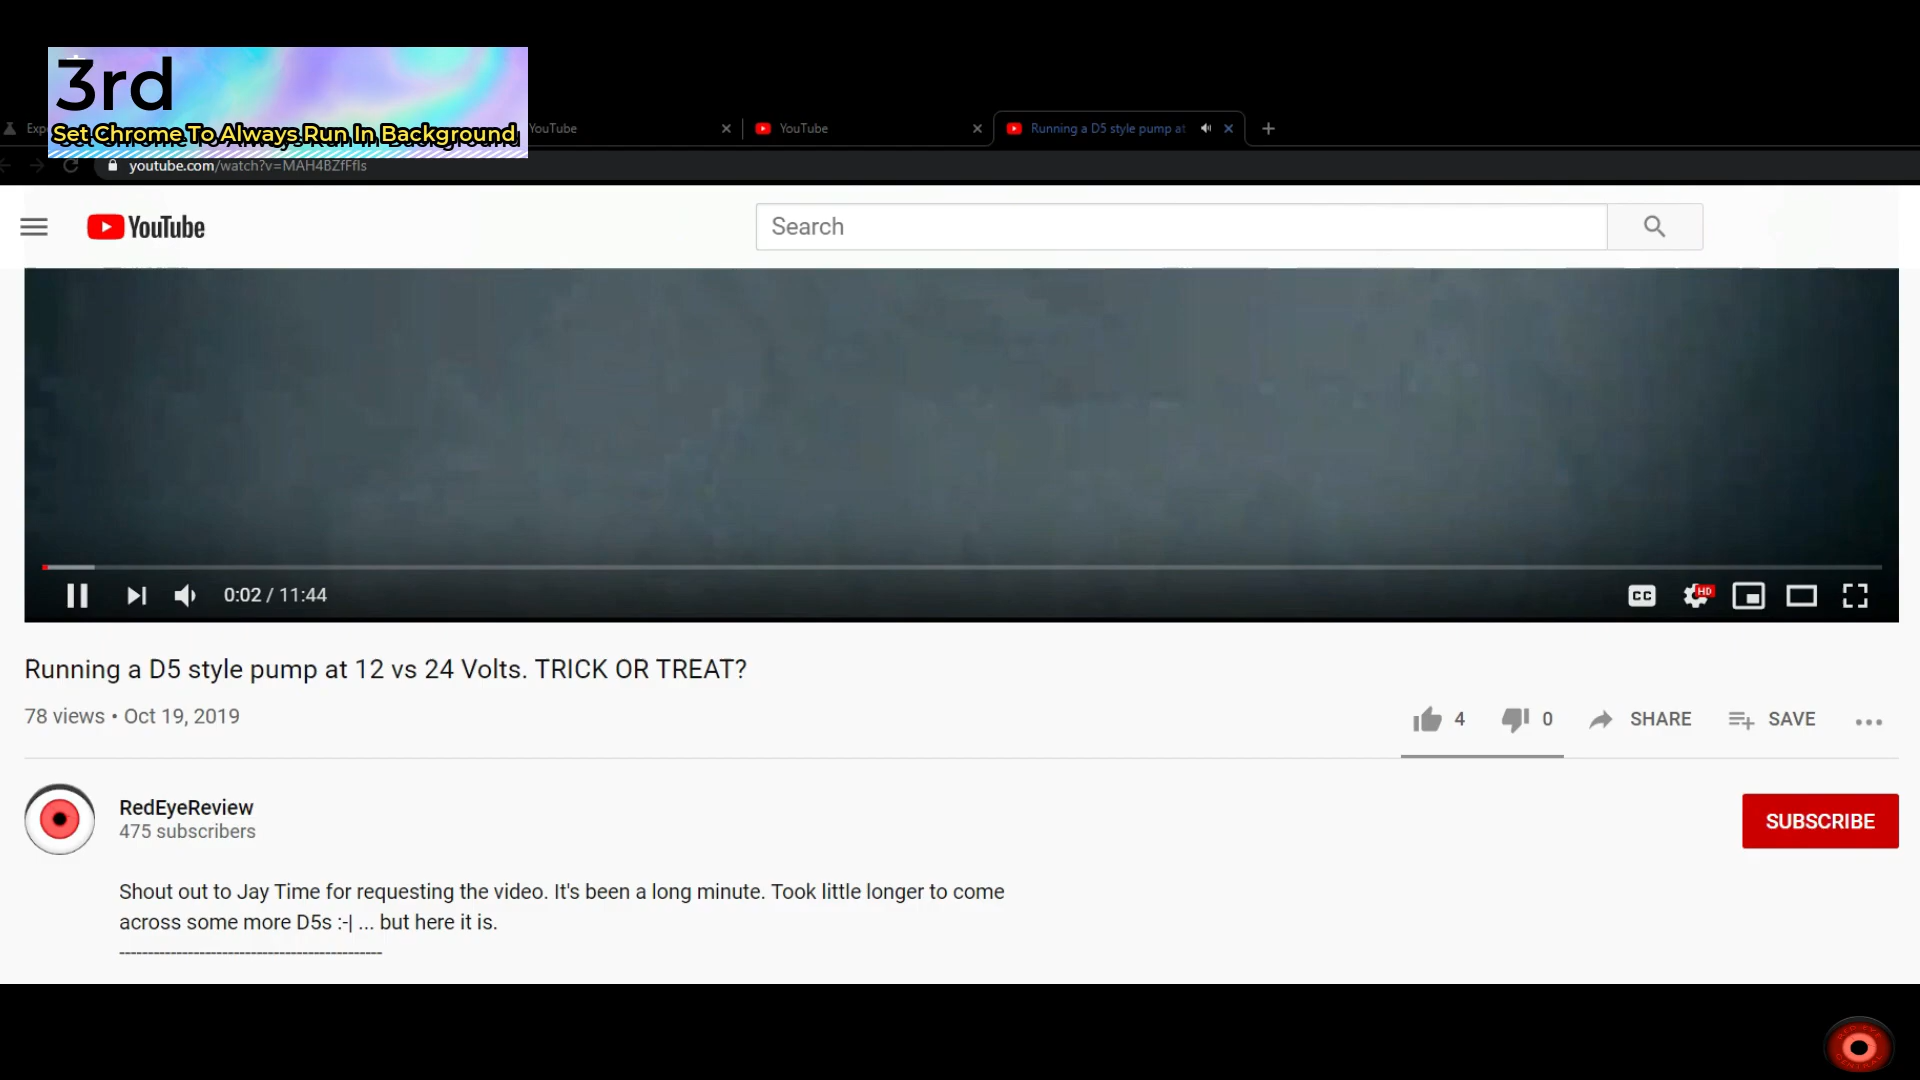 3rd
Set Chrome To Always Run In Background
Exp
YouTube
YouTube
Running a D5 style pump at
youtube.com/watch?v=MAH4BZfFfls
YouTube
Search
0:02 / 11:44
CC
HD
Running a D5 style pump at 12 vs 24 Volts. TRICK OR TREAT?
78 views • Oct 19, 2019
4
0
SHARE
SAVE
RedEyeReview
475 subscribers
SUBSCRIBE
Shout out to Jay Time for requesting the video. It's been a long minute. Took little longer to come
across some more D5s :-| ... but here it is.
----------------------------------------------